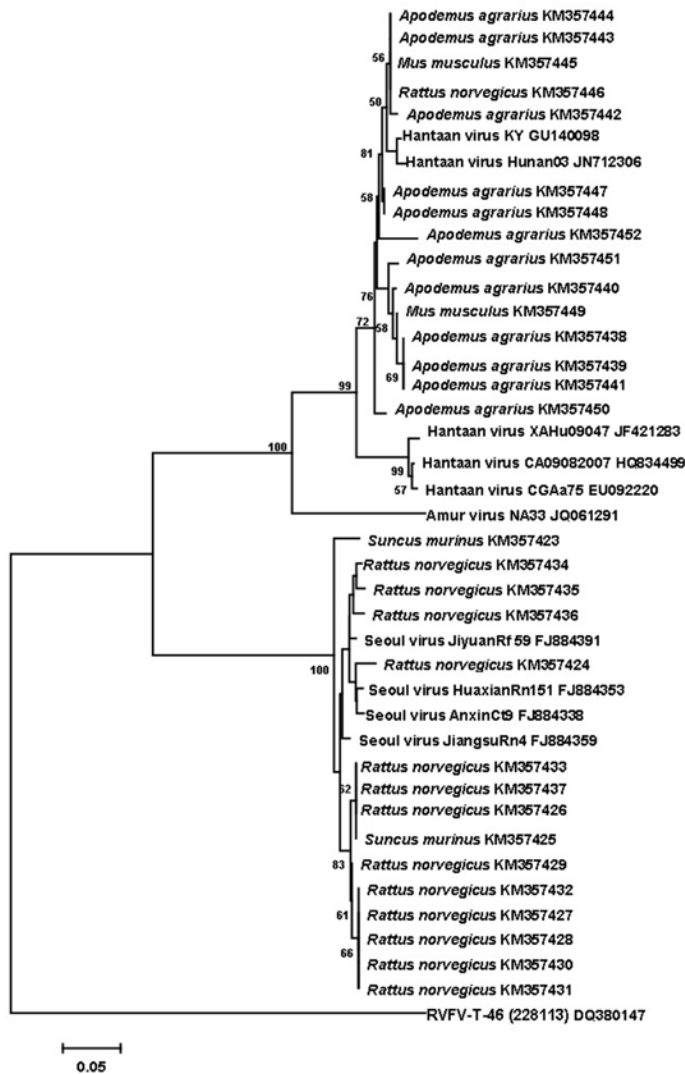 Apodemus agrarius KM357444
Apodemus agrarius KM357443
56
Mus musculus KM357445
Rattus norvegicus KM357446
50
Apodemus agrarius KM357442
Hantaan virus KY GU140098
81
Hantaan virus Hunan03 JN712306
58
Apodemus agrarius KM357447
Apodemus agrarius KM357448
Apodemus agrarius KM357452
Apodemus agrarius KM357451
76
Apodemus agrarius KM357440
Mus musculus KM357449
72
58
Apodemus agrarius KM357438
Apodemus agrarius KM357439
69
Apodemus agrarius KM357441
99
Apodemus agrarius KM357450
Hantaan virus XAHu09047 JF421283
100
Hantaan virus CA09082007 HQ834499
99
57
Hantaan virus CGAa75 EU092220
Amur virus NA33 JQ061291
Suncus murinus KM357423
Rattus norvegicus KM357434
Rattus norvegicus KM357435
Rattus norvegicus KM357436
Seoul virus JiyuanRf 59 FJ884391
100
Rattus norvegicus KM357424
Seoul virus HuaxianRn151 FJ884353
Seoul virus AnxinCt9 FJ884338
Seoul virus JiangsuRn4 FJ884359
Rattus norvegicus KM357433
62
Rattus norvegicus KM357437
Rattus norvegicus KM357426
Suncus murinus KM357425
83
Rattus norvegicus KM357429
Rattus norvegicus KM357432
61
Rattus norvegicus KM357427
Rattus norvegicus KM357428
66
Rattus norvegicus KM357430
Rattus norvegicus KM357431
RVFV-T-46 (228113) DQ380147
0.05